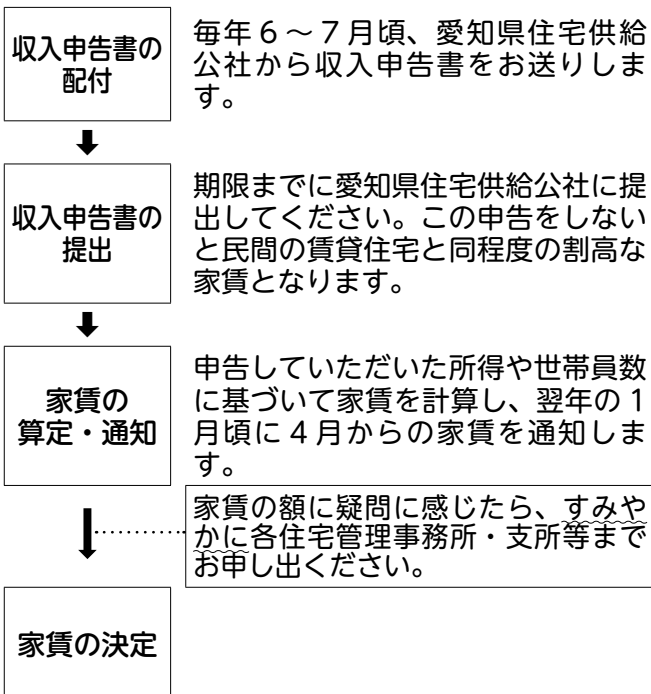 収入申告書の
配付
毎年６～７月頃、愛知県住宅供給
公社から収入申告書をお送りしま
す。
収入申告書の
提出
期限までに愛知県住宅供給公社に提
出してください。この申告をしない
と民間の賃貸住宅と同程度の割高な
家賃となります。
家賃の
算定・通知
申告していただいた所得や世帯員数
に基づいて家賃を計算し、翌年の１
月頃に４月からの家賃を通知しま
す。
家賃の額に疑問に感じたら、すみや
かに各住宅管理事務所・支所等まで
お申し出ください。
家賃の決定